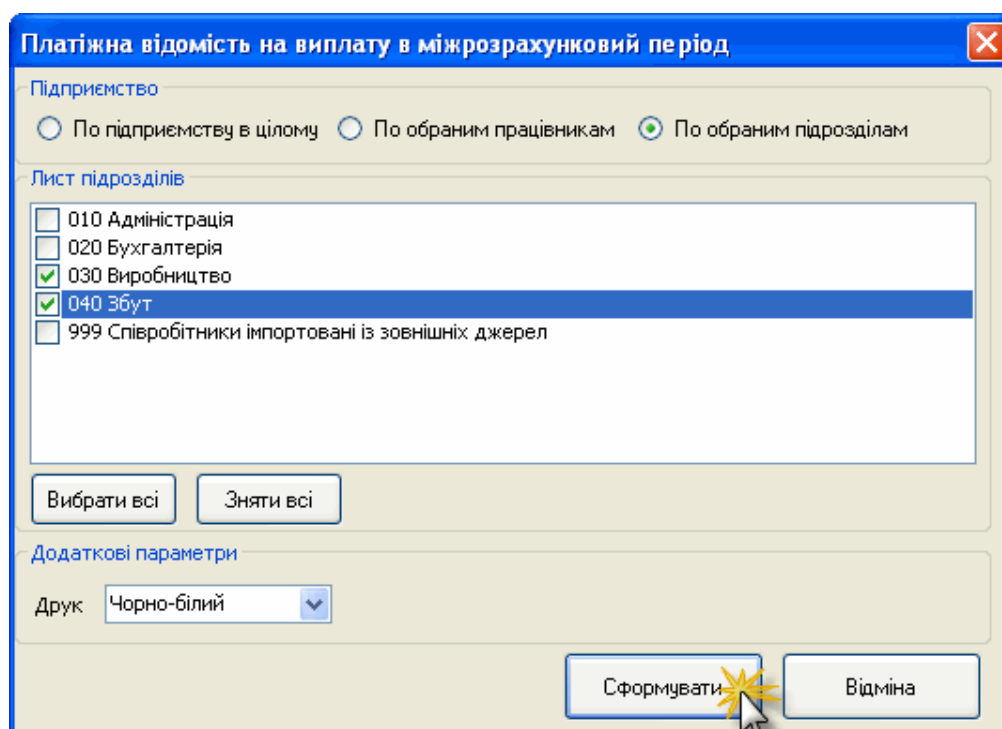 Платіжна відомість на виплату в міжрозрахунковий період
Підприємство
По підприємству в цілому По обраним працівникам По обраним підрозділам
Лист підрозділів
010 Адміністрація
020 Бухгалтерія
030 Виробництво
040 Збут
999 Співробітники імпортовані із зовнішніх джерел
Вибрати всі Зняти всі
Додаткові параметри
Друк Чорно-білий
Сформувати Відміна